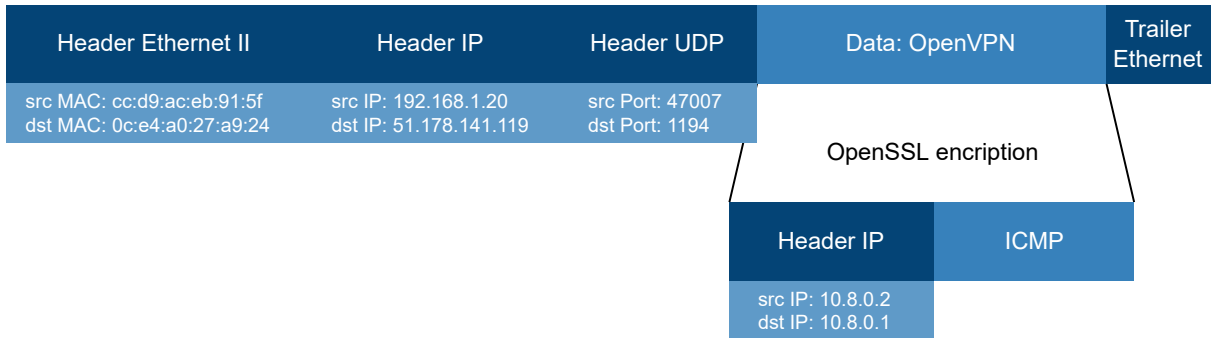 Header Ethernet II
Header IP
Header UDP
Data: OpenVPN
Trailer
Ethernet
src MAC: cc:d9:ac:eb:91:5f
dst MAC: 0c:e4:a0:27:a9:24
src IP: 192.168.1.20
dst IP: 51.178.141.119
src Port: 47007
dst Port: 1194
OpenSSL encription
Header IP
ICMP
src IP: 10.8.0.2
dst IP: 10.8.0.1